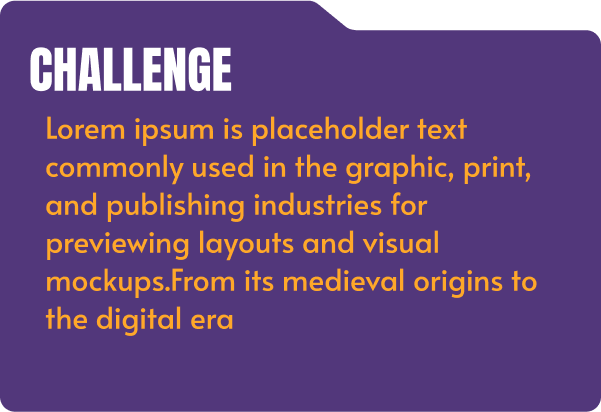 CHALLENGE
Lorem ipsum is placeholder text
commonly used in the graphic, print,
and publishing industries for
previewing layouts and visual
mockups.From its medieval origins to
the digital era